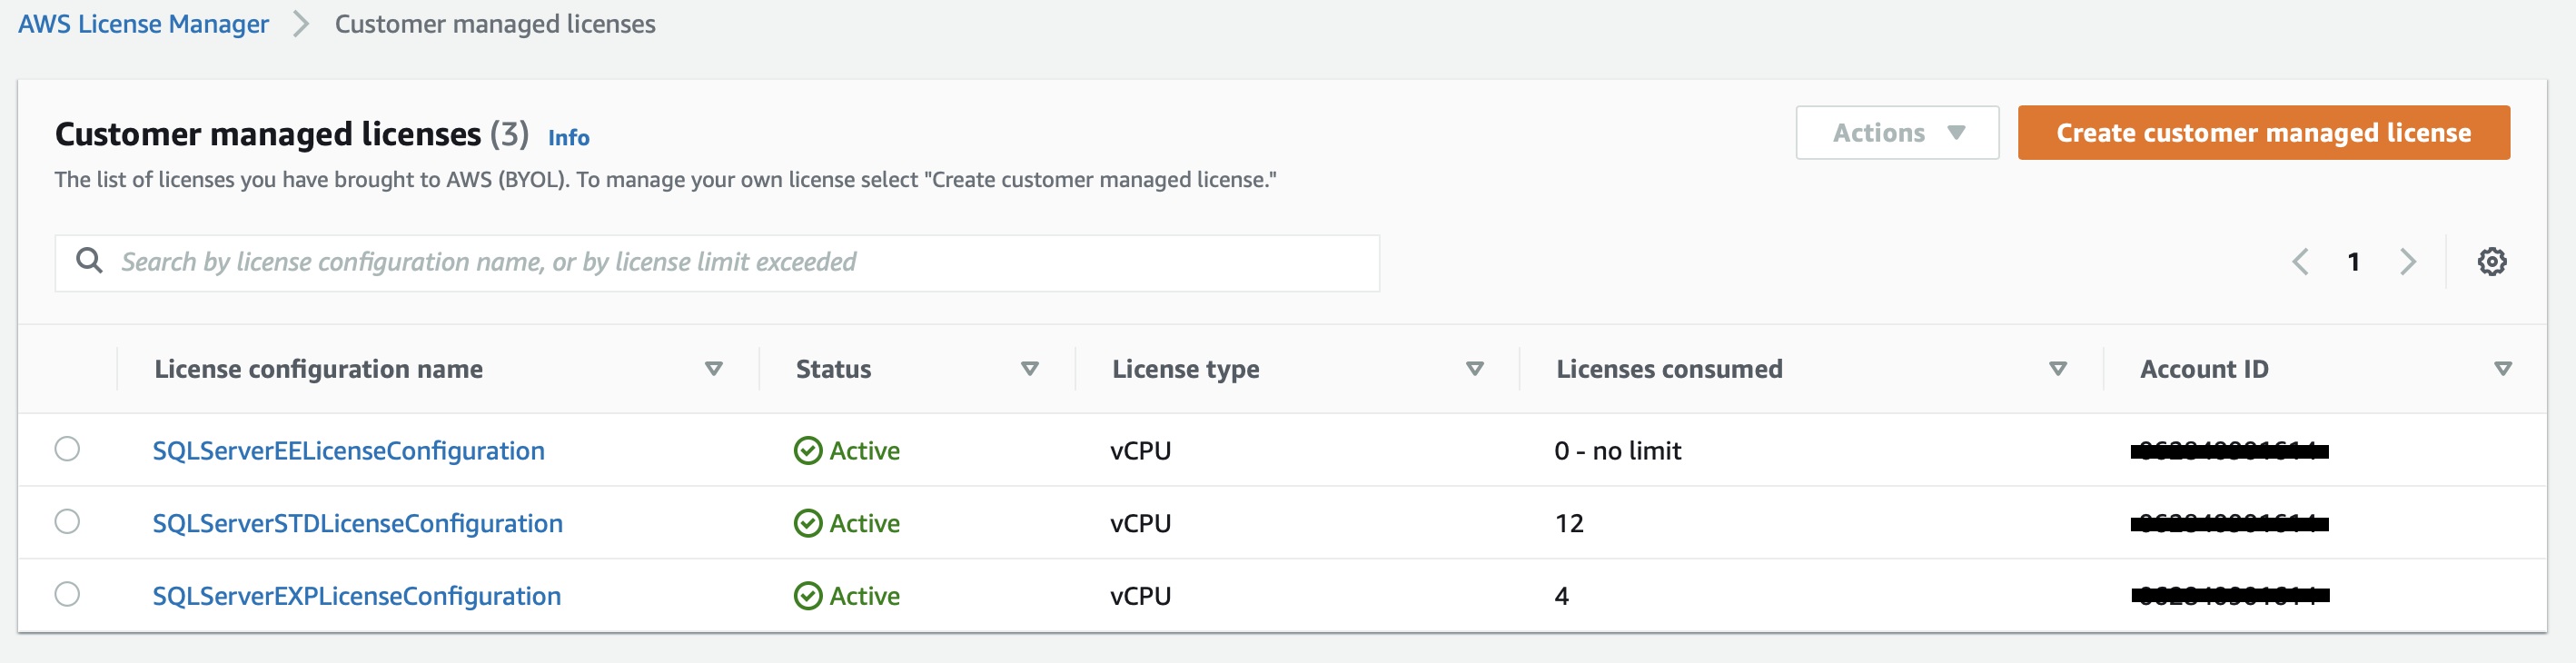 AWS License Manager Customer managed licenses
Customer managed licenses (3) Info
Actions
Create customer managed license
The list of licenses you have brought to AWS (BYOL). To manage your own license select "Create customer managed license."
Search by license configuration name, or by license limit exceeded
1
License configuration name Status License type Licenses consumed Account ID
SQLServerEELicenseConfiguration Active vCPU 0 - no limit
SQLServerSTDLicenseConfiguration Active vCPU 12
SQLServerEXPLicenseConfiguration Active vCPU 4